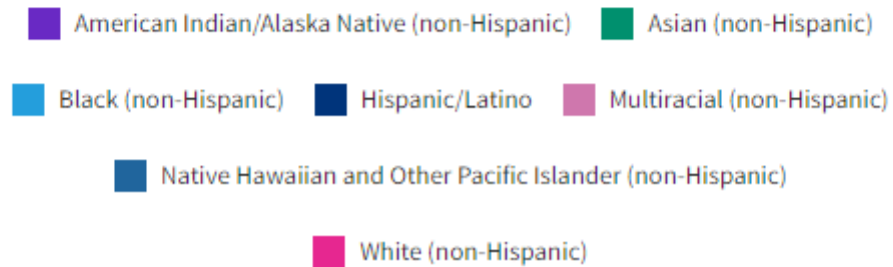 American Indian/Alaska Native (non-Hispanic) Asian (non-Hispanic)
Black (non-Hispanic) Hispanic/Latino Multiracial (non-Hispanic)
Native Hawaiian and Other Pacific Islander (non-Hispanic)
White (non-Hispanic)